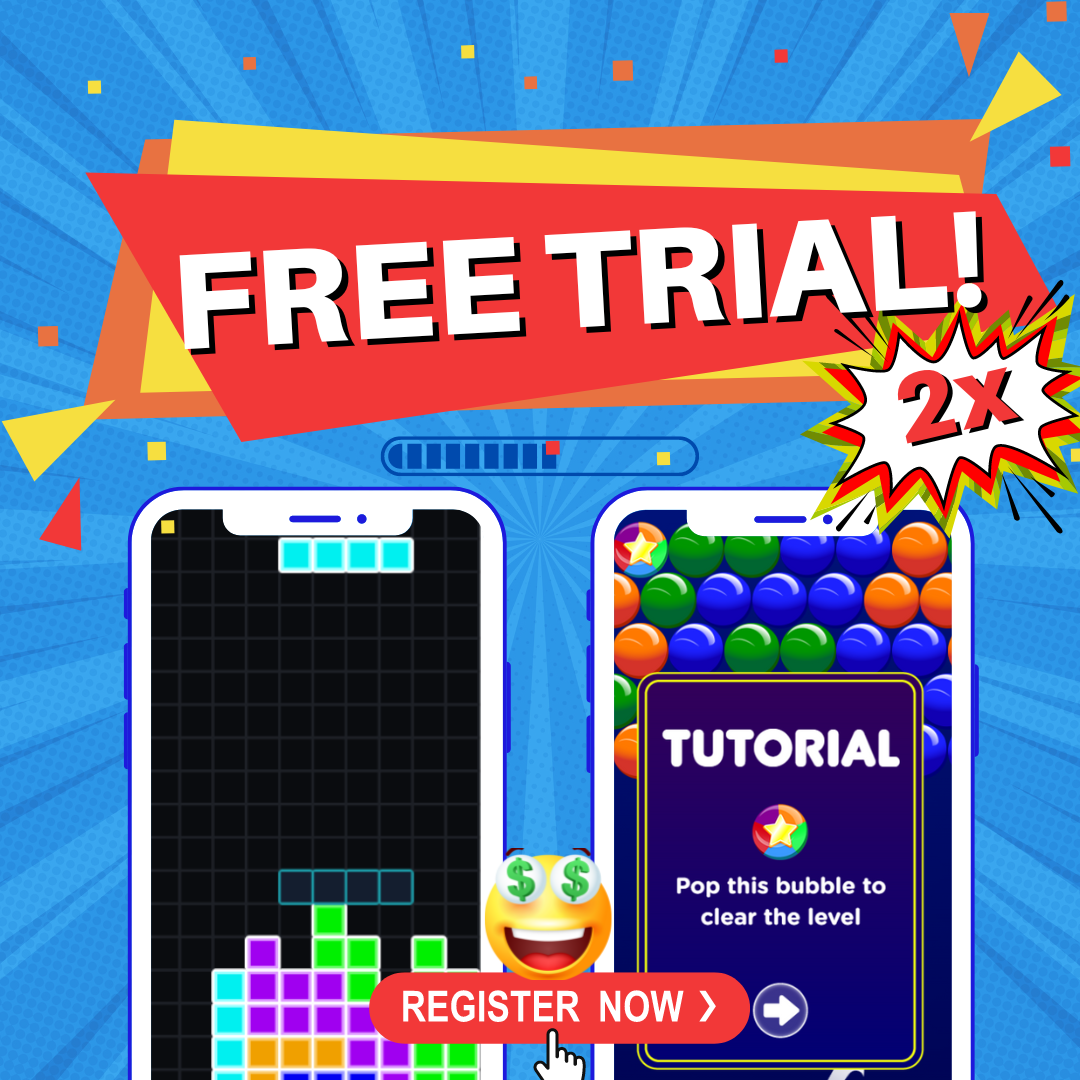 FREE TRIAL!
2x
TUTORIAL
Pop this bubble to
clear the level
REGISTER NOW ❯